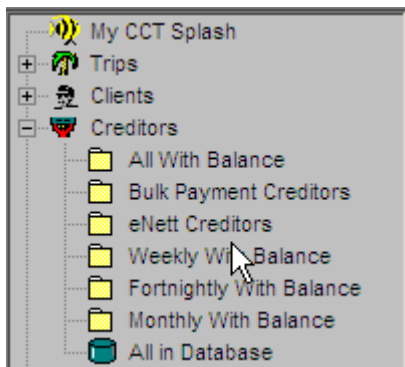 My CCT Splash
Trips
Clients
Creditors
All With Balance
Bulk Payment Creditors
eNett Creditors
Weekly With Balance
Fortnightly With Balance
Monthly With Balance
All in Database